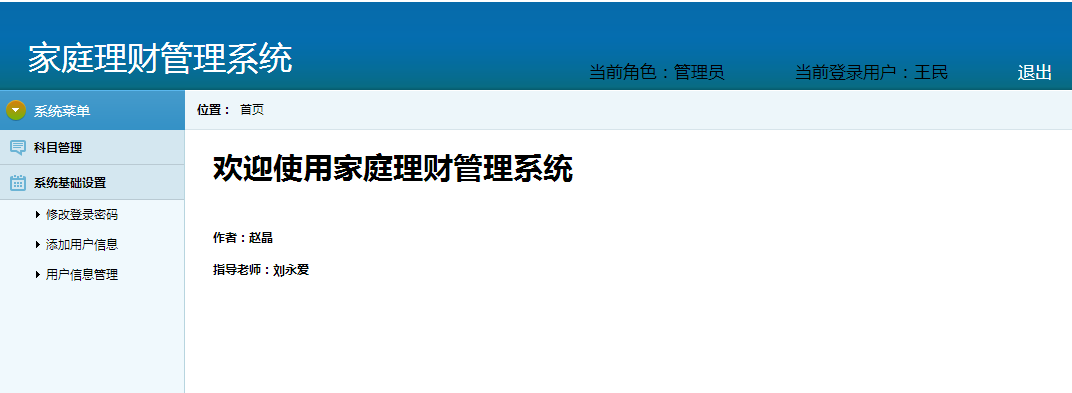 家庭理财管理系统
当前角色：管理员 当前登录用户：王民 退出
系统菜单
位置： 首页
科目管理
系统基础设置
修改登录密码
添加用户信息
用户信息管理
欢迎使用家庭理财管理系统
作者：赵晶
指导老师：刘永爱